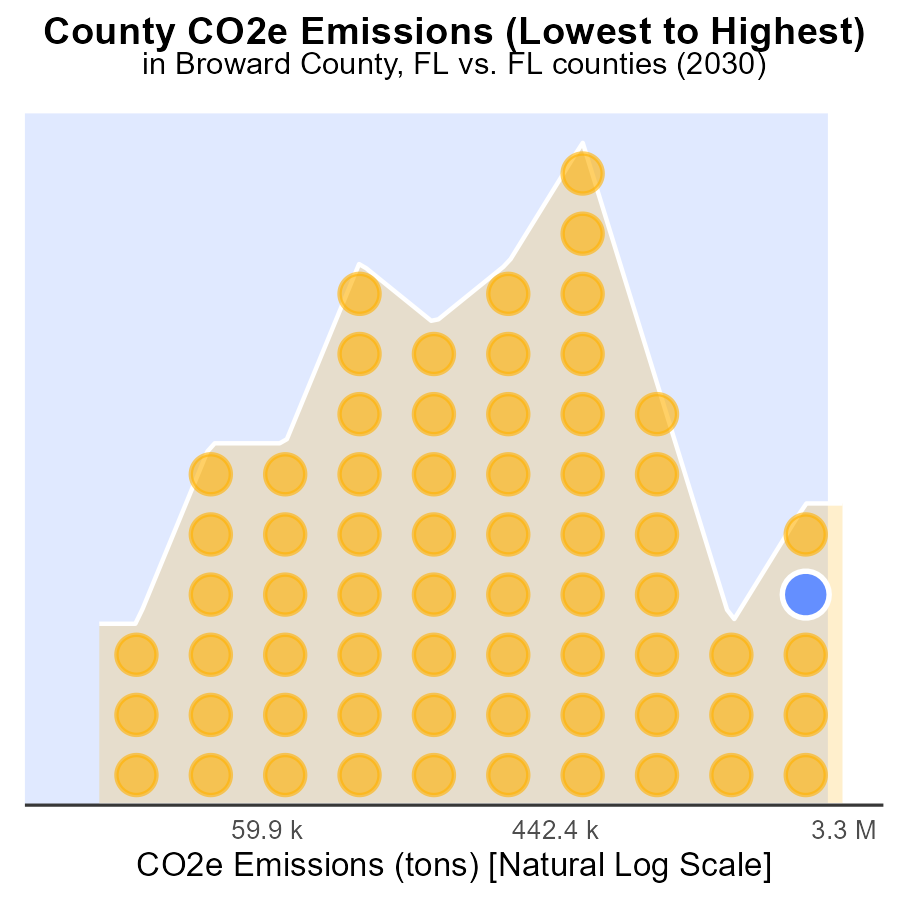 County CO2e Emissions (Lowest to Highest)
in Broward County, FL vs. FL counties (2030)
59.9 k 442.4 k 3.3 M
CO2e Emissions (tons) [Natural Log Scale]